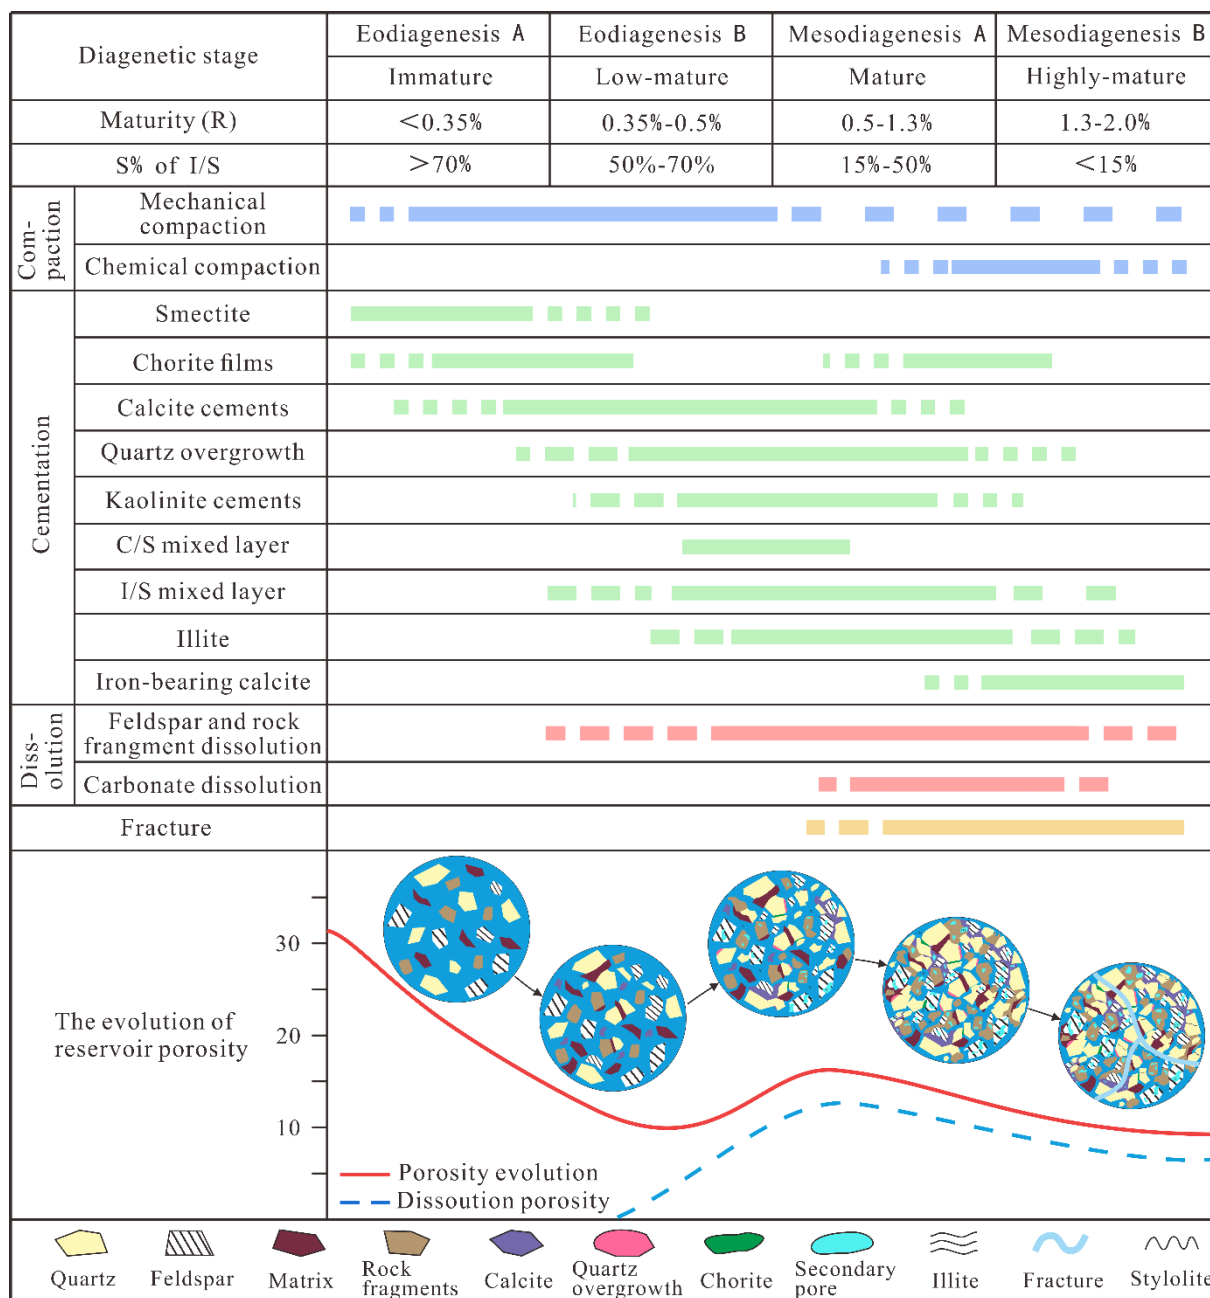 Diagenetic stage
Eodiagenesis A
Eodiagenesis B
Mesodiagenesis A
Mesodiagenesis B
Immature
Low-mature
Mature
Highly-mature
Maturity (R)
<0.35%
0.35%-0.5%
0.5-1.3%
1.3-2.0%
S% of I/S
>70%
50%-70%
15%-50%
<15%
Com-
paction
Mechanical
compaction
Chemical compaction
Cementation
Smectite
Chorite films
Calcite cements
Quartz overgrowth
Kaolinite cements
C/S mixed layer
I/S mixed layer
Illite
Iron-bearing calcite
Diss-
olution
Feldspar and rock
frangment dissolution
Carbonate dissolution
Fracture
The evolution of
reservoir porosity
30
20
10
Porosity evolution
Dissoution porosity
Quartz
Feldspar
Matrix
Rock
fragments
Calcite
Quartz
overgrowth
Chorite
Secondary
pore
Illite
Fracture
Stylolite